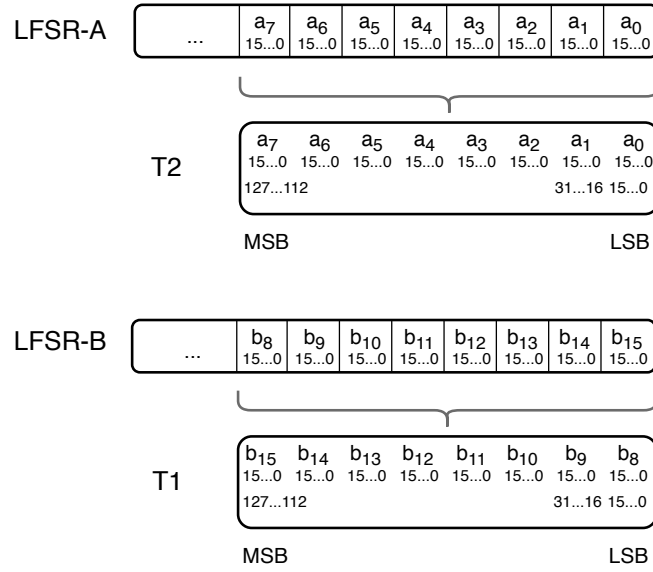 LFSR-A
... a7 a6 a5 a4 a3 a2 a1 a0
15...0 15...0 15...0 15...0 15...0 15...0 15...0 15...0
T2
a7 a6 a5 a4 a3 a2 a1 a0
15...0 15...0 15...0 15...0 15...0 15...0 15...0 15...0
127...112 31...16 15...0
MSB LSB
LFSR-B
... b8 b9 b10 b11 b12 b13 b14 b15
15...0 15...0 15...0 15...0 15...0 15...0 15...0 15...0
T1
b15 b14 b13 b12 b11 b10 b9 b8
15...0 15...0 15...0 15...0 15...0 15...0 15...0 15...0
127...112 31...16 15...0
MSB LSB